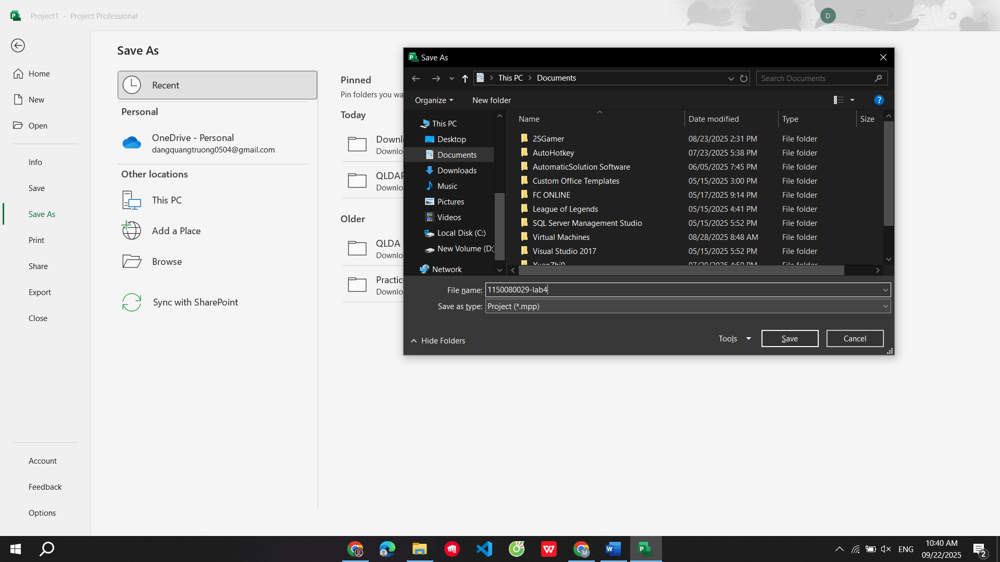 Project1 - Project Professional
D
Save As
Home
New
Open
Info
Save
Save As
Print
Share
Export
Close
Account
Feedback
Options
Recent
Personal
OneDrive - Personal
dangquangtruong0504@gmail.com
Other locations
This PC
Add a Place
Browse
Sync with SharePoint
Pinned
Pin folders you wa
Today
Downl
Downlo
QLDAP
Downlo
Older
QLDA
Downlo
Practic
Downlo
Save As
This PC
Documents
Search Documents
Organize
New folder
This PC
Desktop
Documents
Downloads
Music
Pictures
Videos
Local Disk (C:)
New Volume (D:)
Network
Name Date modified Type Size
2SGamer 08/23/2025 2:31 PM File folder
AutoHotkey 07/23/2025 5:38 PM File folder
AutomaticSolution Software 06/05/2025 7:45 PM File folder
Custom Office Templates 05/15/2025 3:00 PM File folder
FC ONLINE 05/17/2025 9:14 PM File folder
League of Legends 05/15/2025 4:41 PM File folder
SQL Server Management Studio 05/15/2025 5:52 PM File folder
Virtual Machines 08/28/2025 8:48 AM File folder
Visual Studio 2017 05/15/2025 5:52 PM File folder
File name: 1150080029-lab4
Save as type: Project (*.mpp)
Hide Folders
Tools
Save
Cancel
ENG
10:40 AM
09/22/2025
2